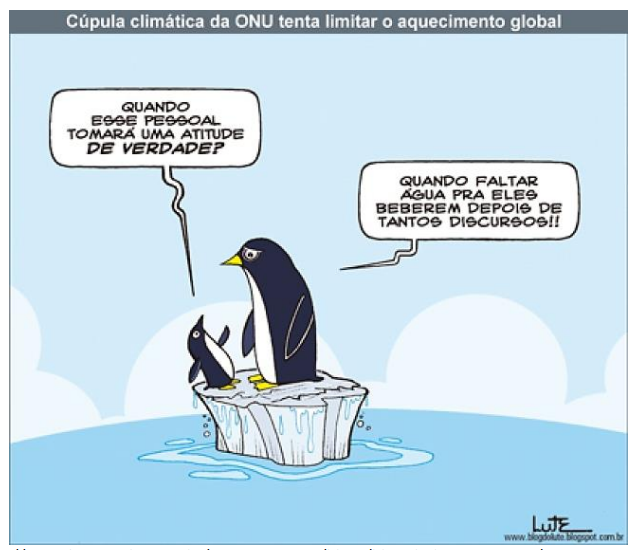 Cúpula climática da ONU tenta limitar o aquecimento global
QUANDO
ESSE PESSOAL
TOMARÁ UMA ATITUDE
DE VERDADE?
QUANDO FALTAR
ÁGUA PRA ELES
BEBEREM DEPOIS DE
TANTOS DISCURSOS!!
LUTE
www.blogdolute.blogspot.com.br